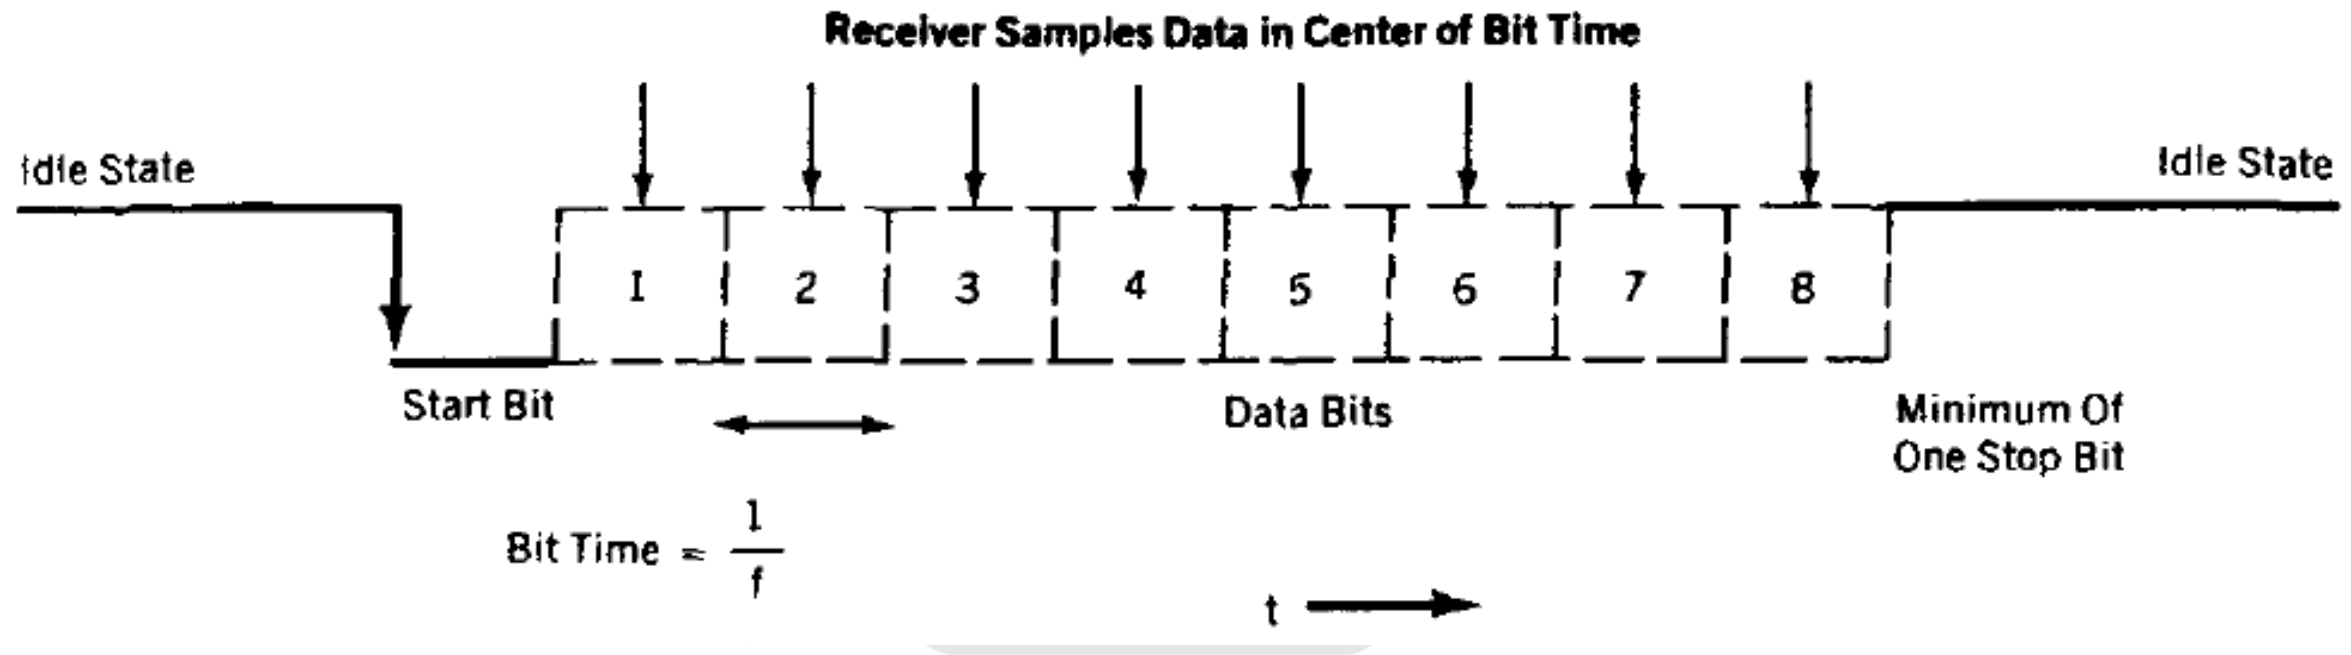 Receiver Samples Data in Center of Bit Time
Idle State
Idle State
1 2 3 4 5 6 7 8
Start Bit
Data Bits
Minimum Of
One Stop Bit
Bit Time = 1/f
t